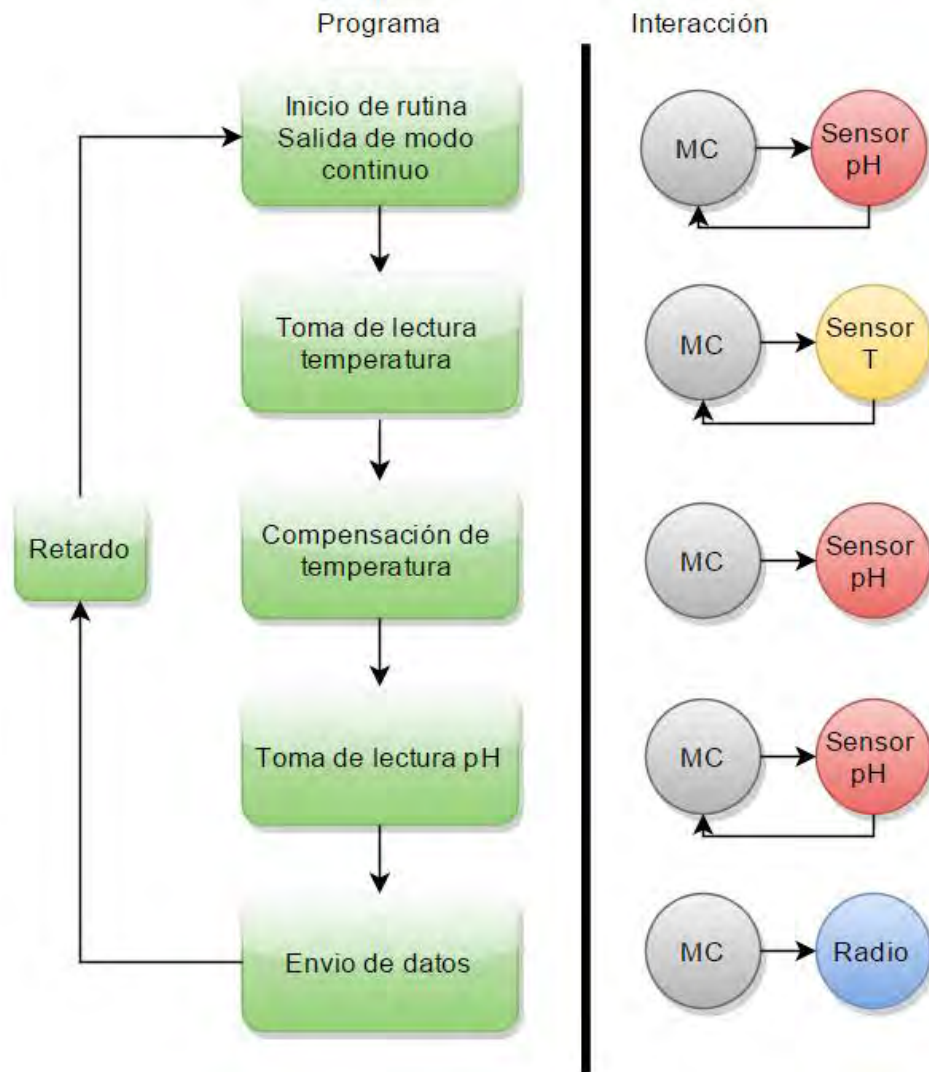 Programa
Interacción
Inicio de rutina
Salida de modo
continuo
MC
Sensor
pH
Toma de lectura
temperatura
MC
Sensor
T
Retardo
Compensación de
temperatura
MC
Sensor
pH
Toma de lectura pH
MC
Sensor
pH
Envio de datos
MC
Radio